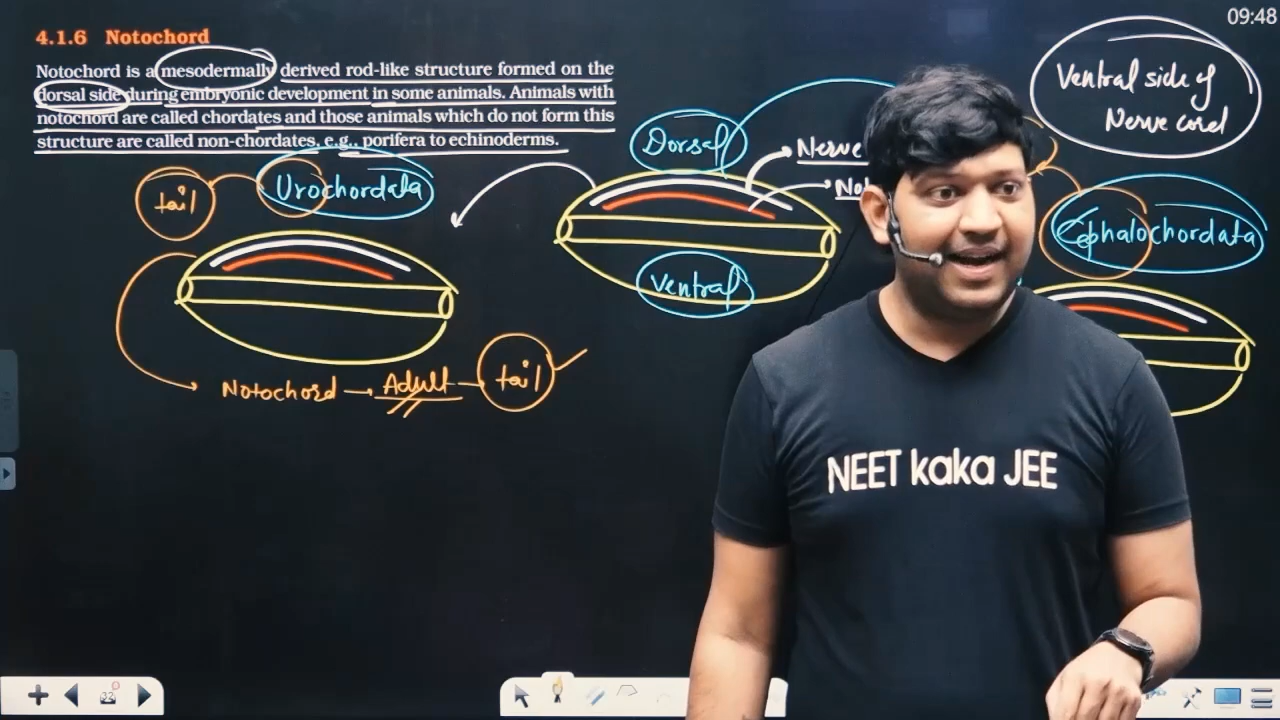 09:48
4.1.6 Notochord
Notochord is a mesodermally derived rod-like structure formed on the
dorsal side during embryonic development in some animals. Animals with
notochord are called chordates and those animals which do not form this
structure are called non-chordates, e.g., porifera to echinoderms.
Ventral side of
Nerve cord
Dorsal
Nerve
Not
Ventral
tail
Urochordata
Cephalochordata
Notochord → Adult - tail
NEET kaka JEE
32